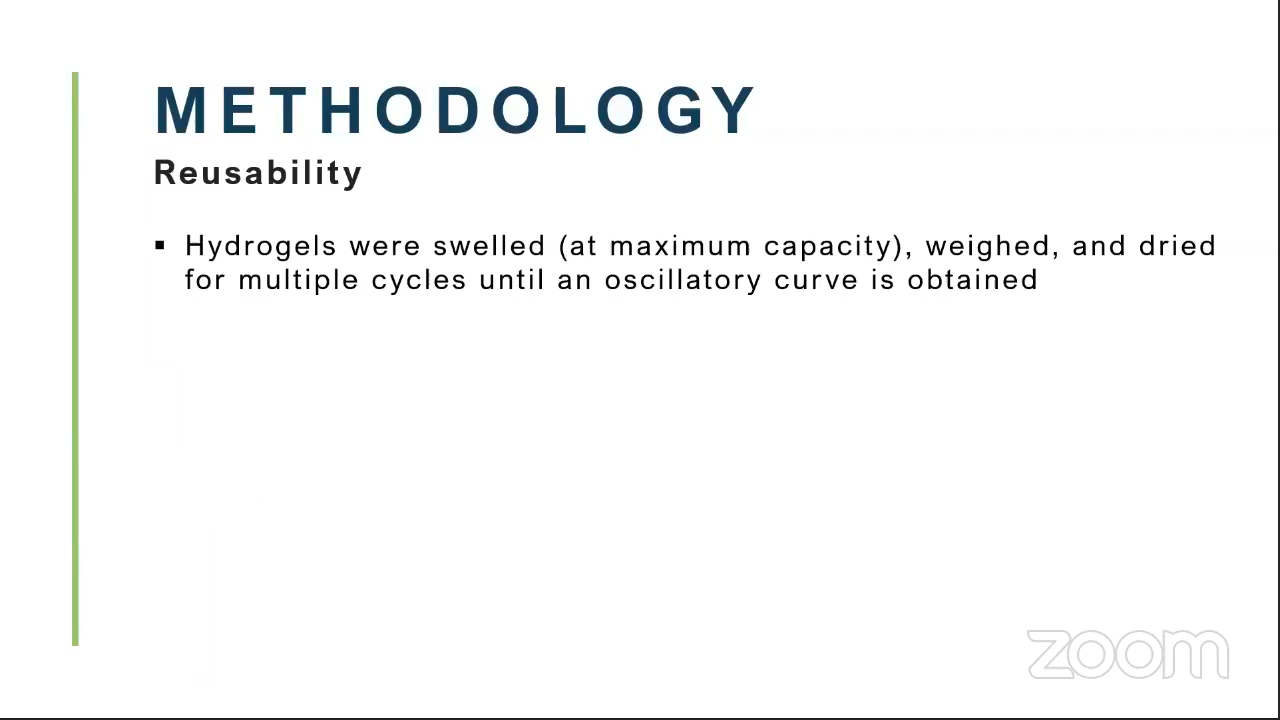 METHODOLOGY
Reusability
▪ Hydrogels were swelled (at maximum capacity), weighed, and dried
for multiple cycles until an oscillatory curve is obtained
zoom